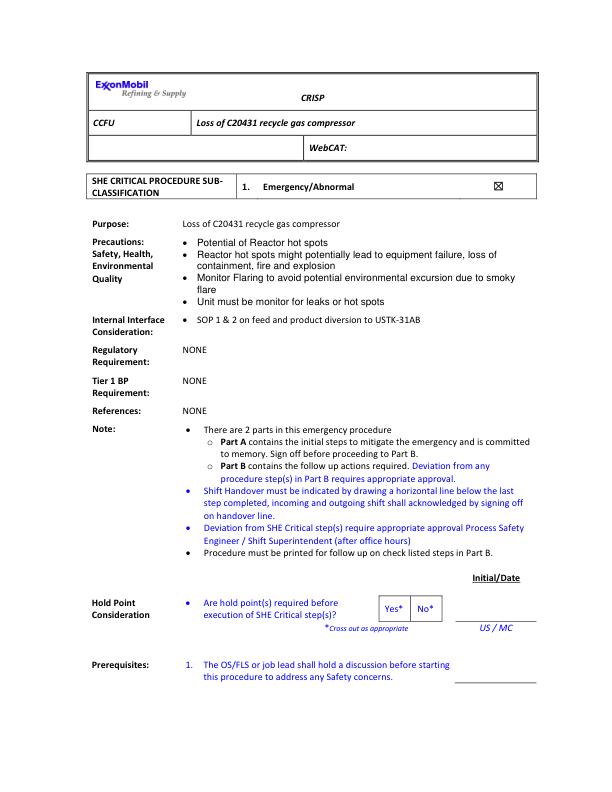 ExxonMobil
Refining & Supply
CRISP
CCFU
Loss of C20431 recycle gas compressor
WebCAT:
SHE CRITICAL PROCEDURE SUB-
CLASSIFICATION
1. Emergency/Abnormal ☒
Purpose: Loss of C20431 recycle gas compressor
Precautions:
Safety, Health,
Environmental
Quality
• Potential of Reactor hot spots
• Reactor hot spots might potentially lead to equipment failure, loss of
containment, fire and explosion
• Monitor Flaring to avoid potential environmental excursion due to smoky
flare
• Unit must be monitor for leaks or hot spots
Internal Interface
Consideration:
• SOP 1 & 2 on feed and product diversion to USTK-31AB
Regulatory
Requirement:
NONE
Tier 1 BP
Requirement:
NONE
References: NONE
Note:
• There are 2 parts in this emergency procedure
o Part A contains the initial steps to mitigate the emergency and is committed
to memory. Sign off before proceeding to Part B.
o Part B contains the follow up actions required. Deviation from any
procedure step(s) in Part B requires appropriate approval.
• Shift Handover must be indicated by drawing a horizontal line below the last
step completed, incoming and outgoing shift shall acknowledged by signing off
on handover line.
• Deviation from SHE Critical step(s) require appropriate approval Process Safety
Engineer / Shift Superintendent (after office hours)
• Procedure must be printed for follow up on check listed steps in Part B.
Initial/Date
Hold Point
Consideration
• Are hold point(s) required before
execution of SHE Critical step(s)?
Yes* No*
*Cross out as appropriate
US / MC
Prerequisites:
1. The OS/FLS or job lead shall hold a discussion before starting
this procedure to address any Safety concerns.